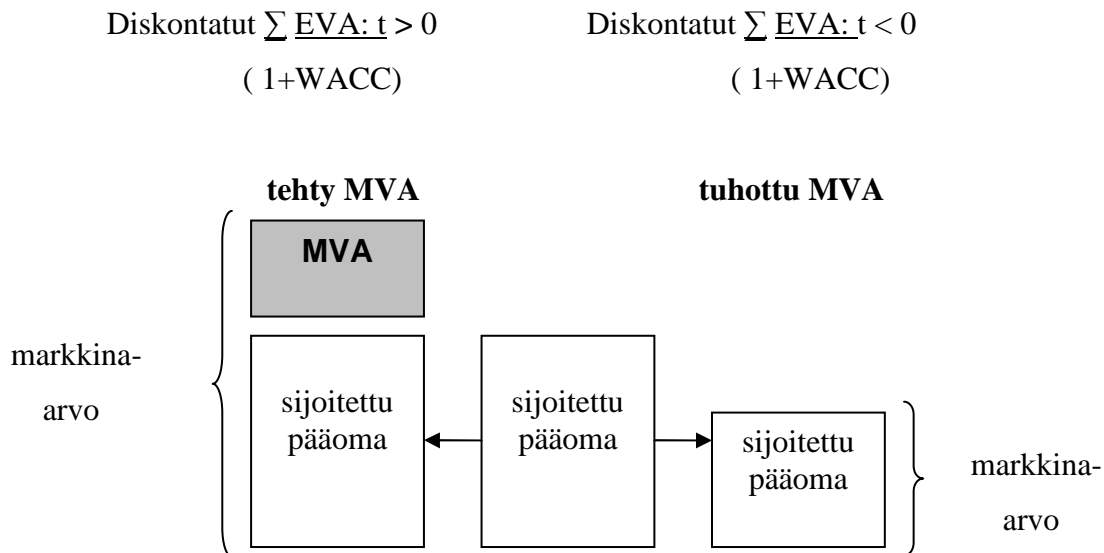 Diskontatut ∑ EVA: t > 0
( 1+WACC)
Diskontatut ∑ EVA: t < 0
( 1+WACC)
tehty MVA
tuhottu MVA
MVA
markkina-
arvo
sijoitettu
pääoma
sijoitettu
pääoma
sijoitettu
pääoma
markkina-
arvo